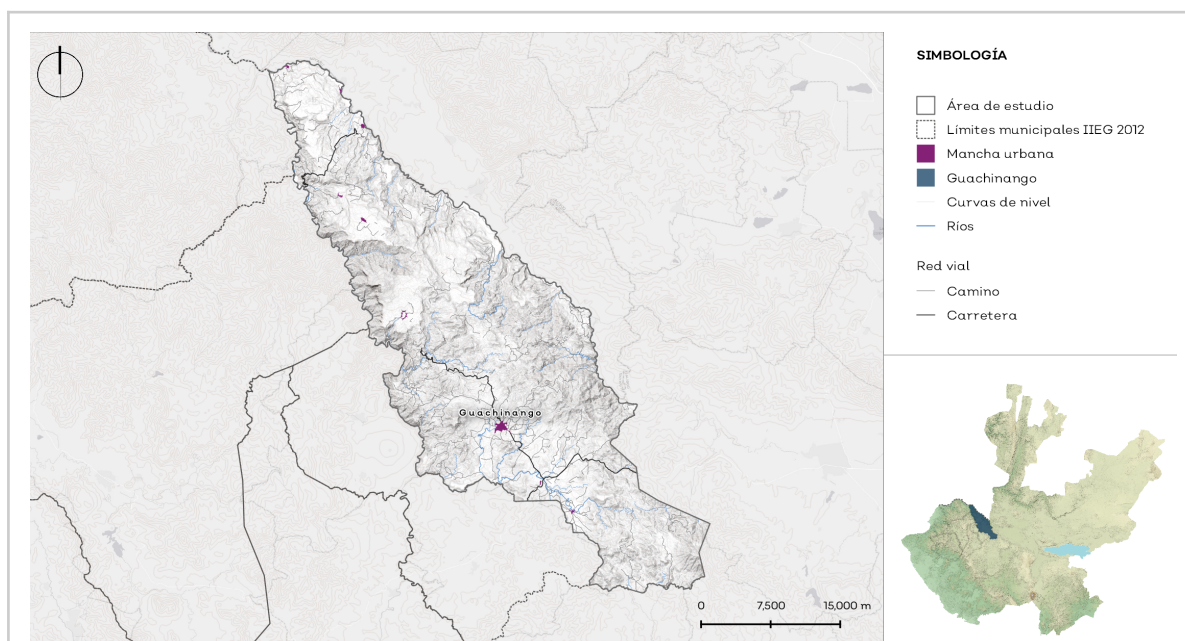 SIMBOLOGÍA
Área de estudio
Límites municipales IIEG 2012
Mancha urbana
Guachinango
Curvas de nivel
Ríos
Red vial
Camino
Carretera
Guachinango
0 7,500 15,000 m